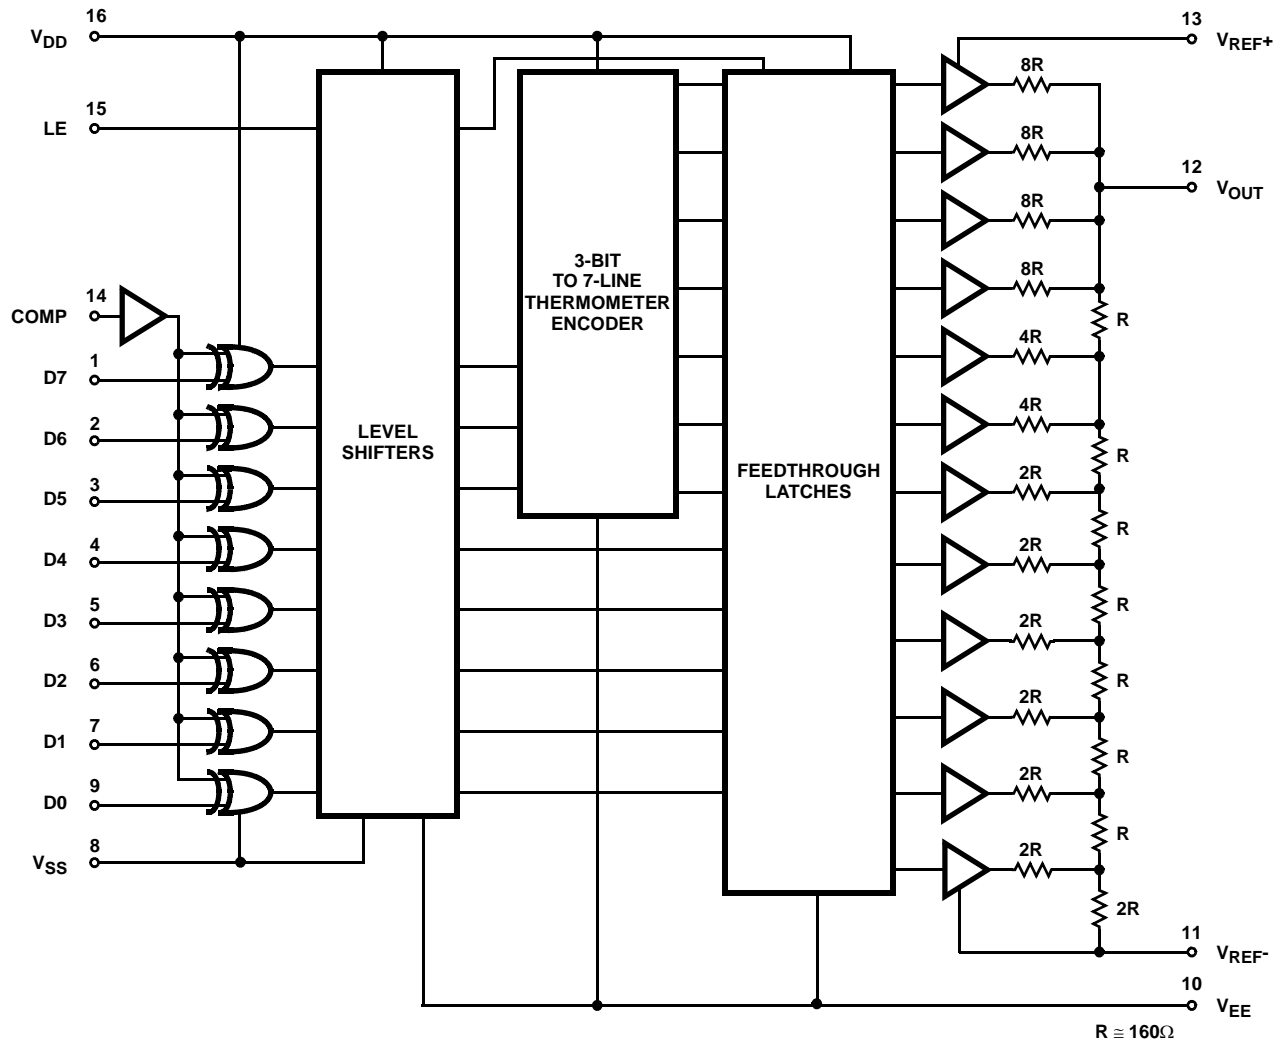 16
VDD
15
LE
14
COMP
1
D7
2
D6
3
D5
4
D4
5
D3
6
D2
7
D1
9
D0
8
VSS
LEVEL
SHIFTERS
3-BIT
TO 7-LINE
THERMOMETER
ENCODER
FEEDTHROUGH
LATCHES
8R
8R
8R
8R
4R
4R
2R
2R
2R
2R
2R
2R
R
R
R
R
R
R
R
2R
13
VREF+
12
VOUT
11
VREF-
10
VEE
R ≅ 160Ω